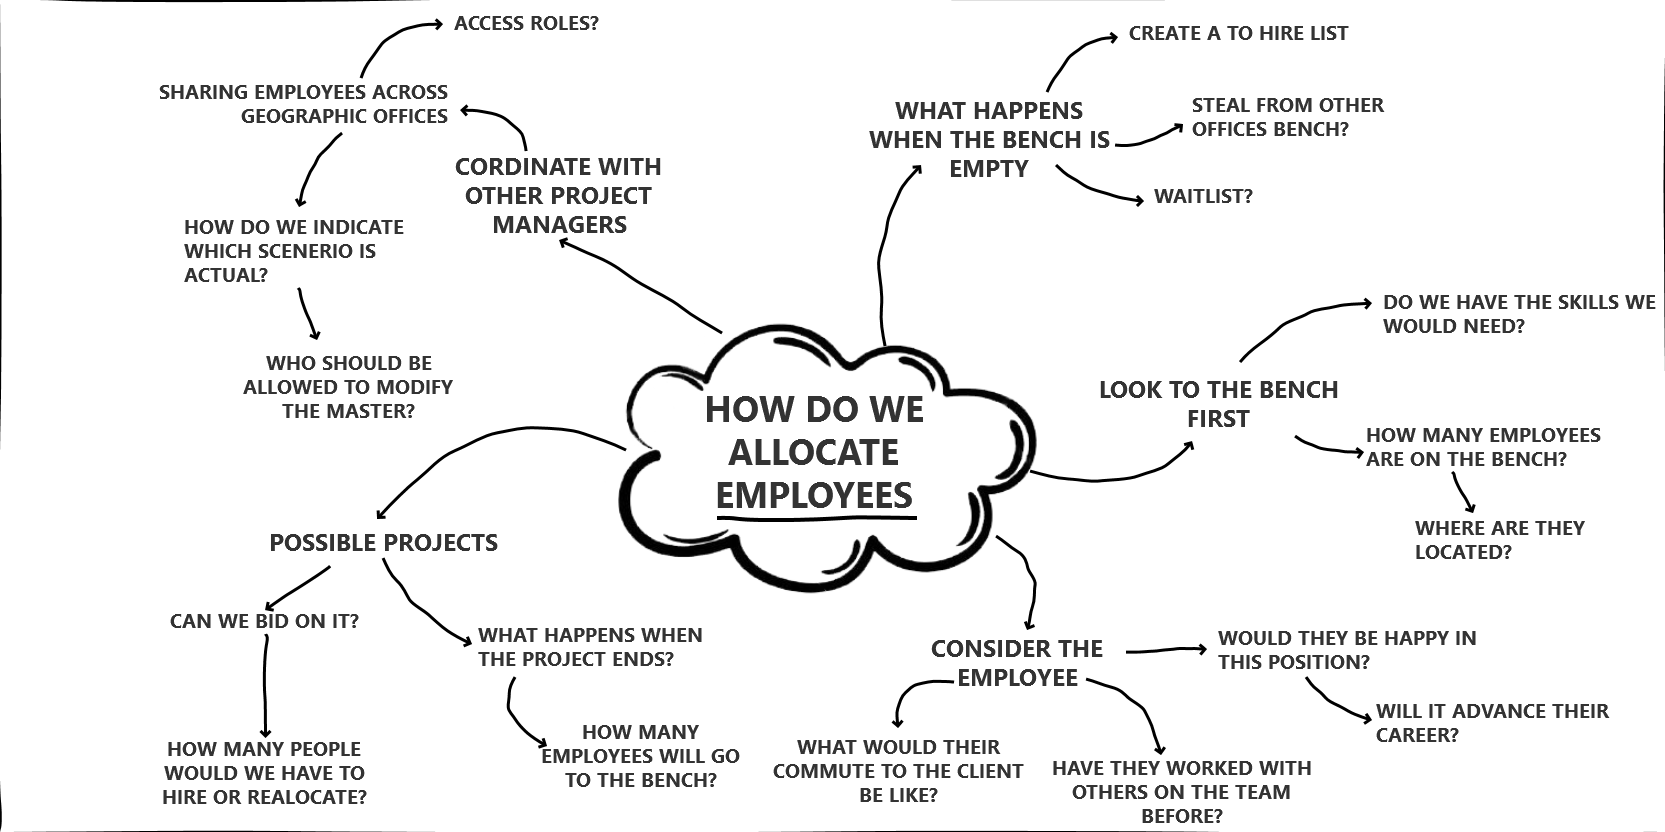 ACCESS ROLES?
SHARING EMPLOYEES ACROSS
GEOGRAPHIC OFFICES
CORDINATE WITH
OTHER PROJECT
MANAGERS
HOW DO WE INDICATE
WHICH SCENERIO IS
ACTUAL?
WHO SHOULD BE
ALLOWED TO MODIFY
THE MASTER?
CREATE A TO HIRE LIST
WHAT HAPPENS
WHEN THE BENCH IS
EMPTY
STEAL FROM OTHER
OFFICES BENCH?
WAITLIST?
DO WE HAVE THE SKILLS WE
WOULD NEED?
LOOK TO THE BENCH
FIRST
HOW MANY EMPLOYEES
ARE ON THE BENCH?
WHERE ARE THEY
LOCATED?
HOW DO WE
ALLOCATE
EMPLOYEES
POSSIBLE PROJECTS
CAN WE BID ON IT?
HOW MANY PEOPLE
WOULD WE HAVE TO
HIRE OR REALOCATE?
WHAT HAPPENS WHEN
THE PROJECT ENDS?
HOW MANY
EMPLOYEES WILL GO
TO THE BENCH?
CONSIDER THE
EMPLOYEE
WOULD THEY BE HAPPY IN
THIS POSITION?
WILL IT ADVANCE THEIR
CAREER?
WHAT WOULD THEIR
COMMUTE TO THE CLIENT
BE LIKE?
HAVE THEY WORKED WITH
OTHERS ON THE TEAM
BEFORE?